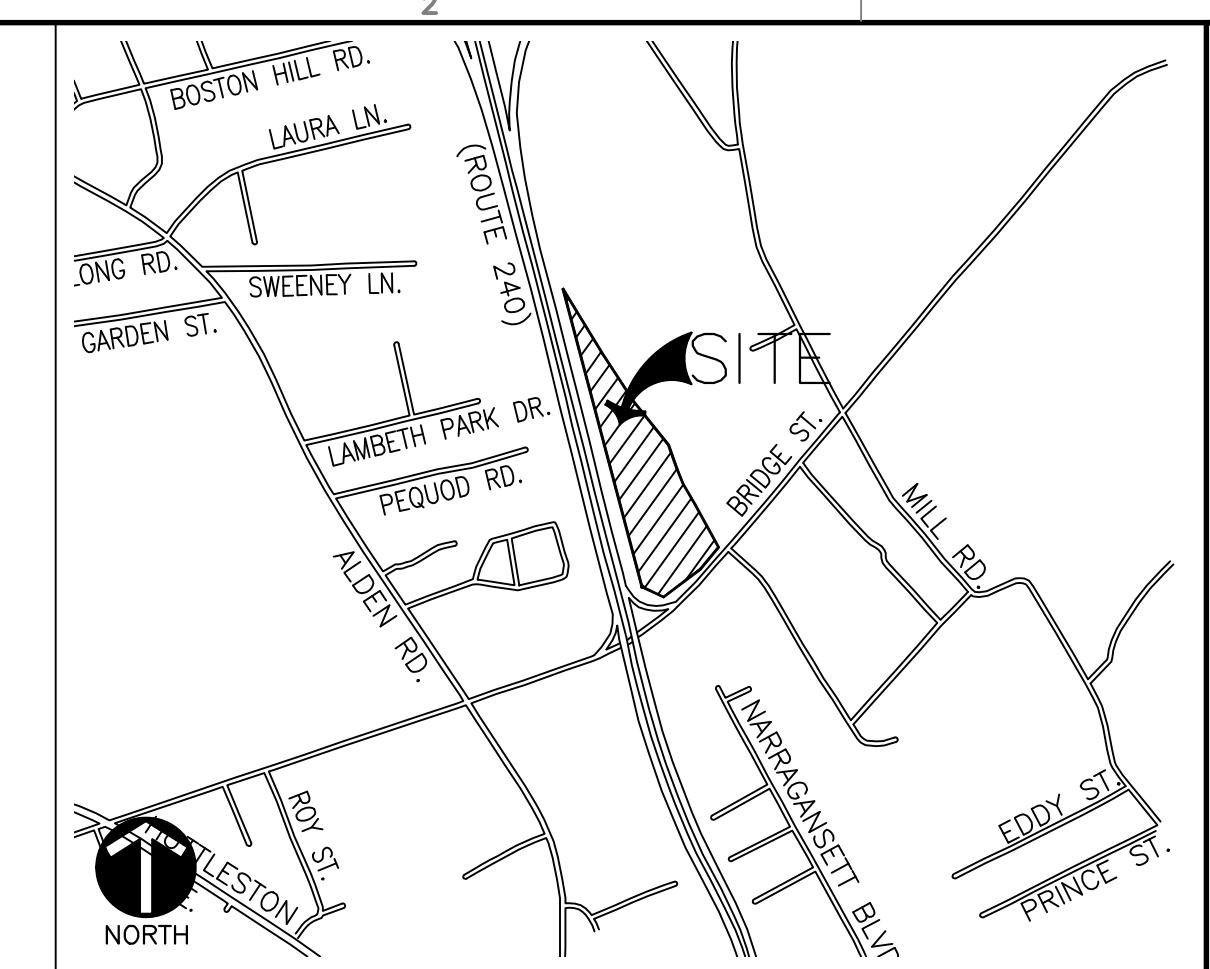 2
BOSTON HILL RD.
LAURA LN.
(ROUTE 240)
LONG RD.
SWEENEY LN.
GARDEN ST.
SITE
LAMBETH PARK DR.
BRIDGE ST.
PEQUOD RD.
MILL RD.
ALDEN RD.
NARRAGANSETT BLVD
EDDY ST.
ROY ST.
PRINCE ST.
NORTH